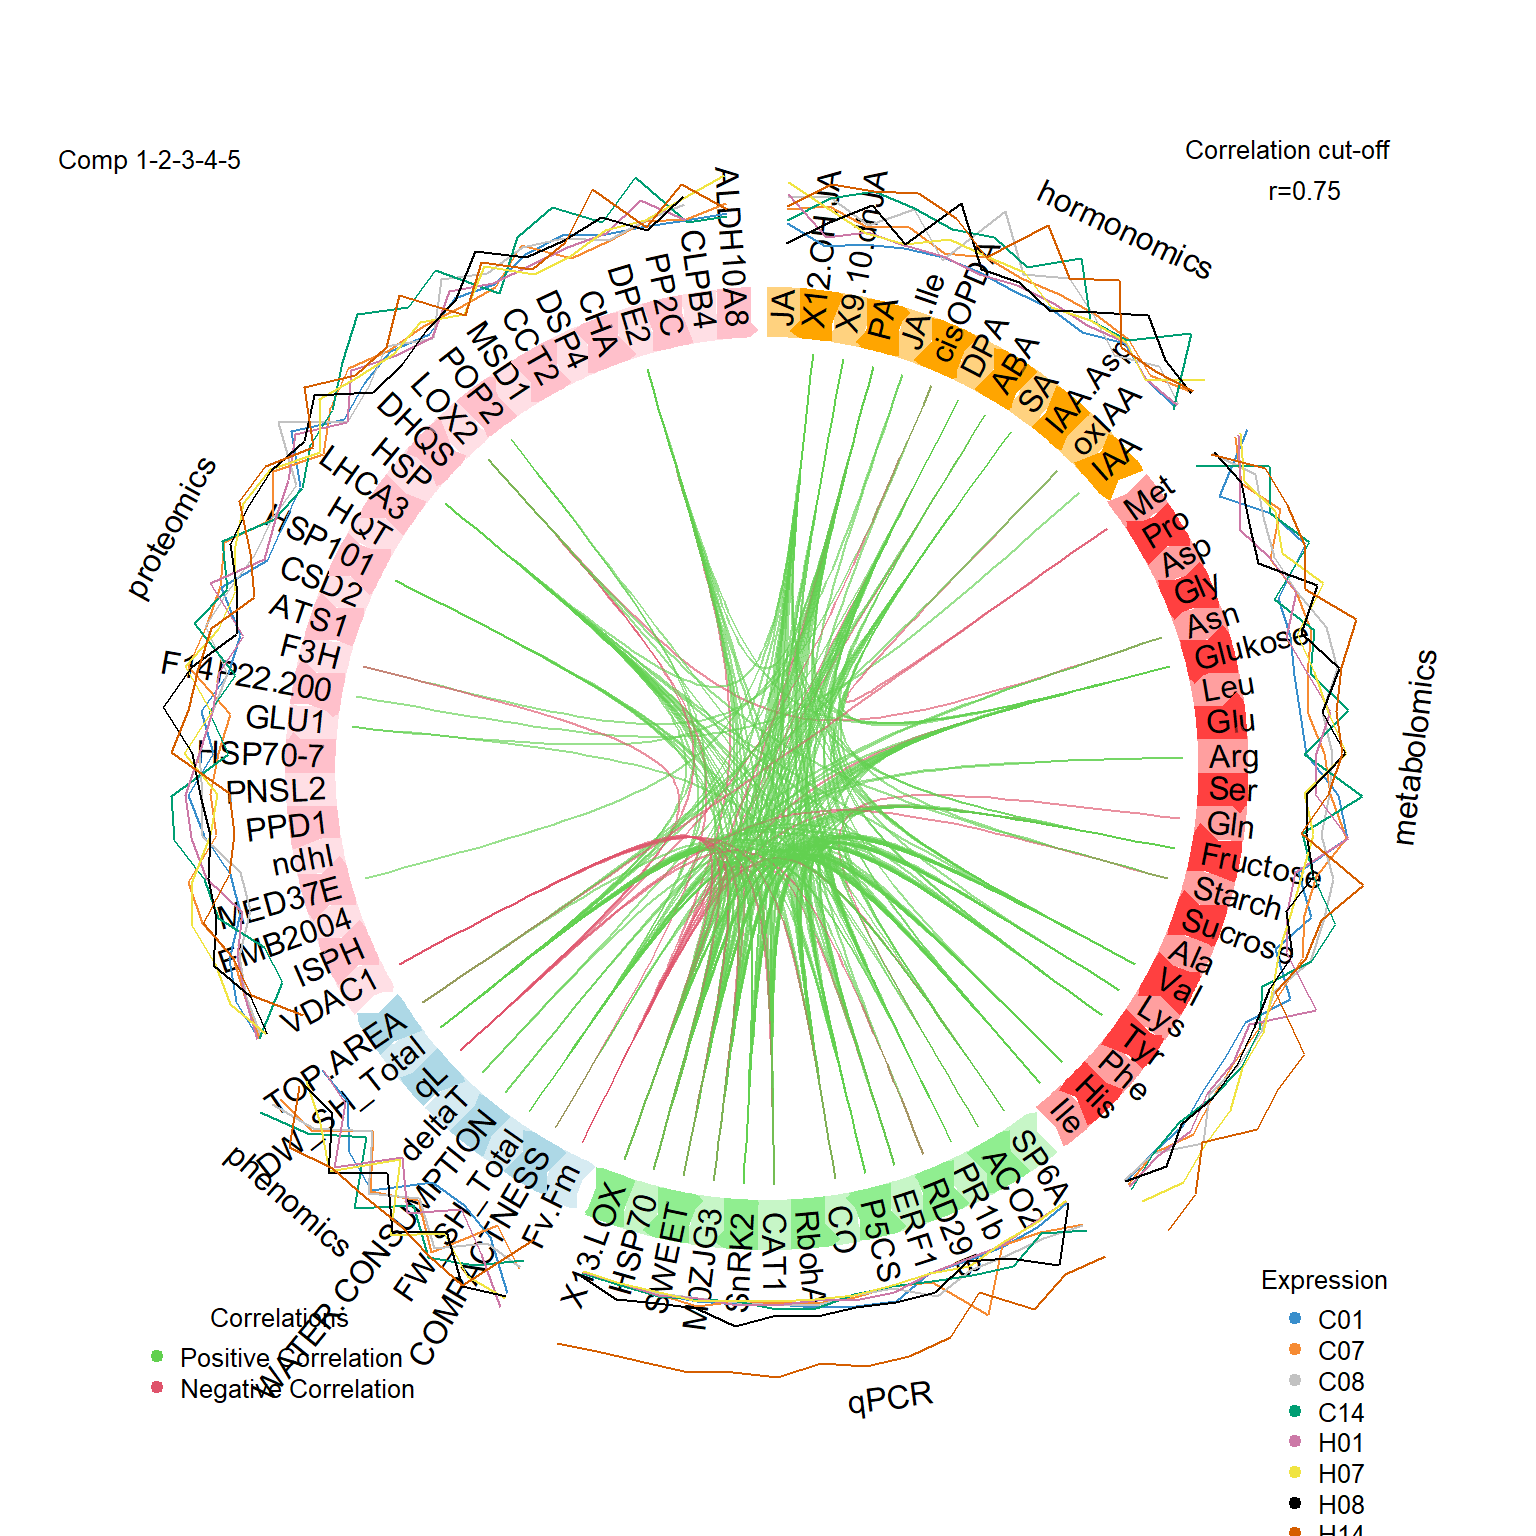 Comp 1-2-3-4-5
Correlation cut-off
r=0.75
hormonomics
JA
X12.OH.JA
X9.10.dhJA
PA
JA.Ile
cisOPDA
DPA
ABA
SA
IAA.Asp
oxIAA
IAA
metabolomics
Met
Pro
Asp
Gly
Asn
Glukose
Leu
Glu
Arg
Ser
Gln
Fructose
Starch
Sucrose
Ala
Val
Lys
Tyr
Phe
His
Ile
qPCR
SP6A
ACO2
PR1b
ERF1
P5CS
CO
RbohA
CAT1
SnRK2
SWEET
HSP70
X13.LOX
phenomics
Fv.Fm
COMPACTNESS
FW_SH_Total
WATER.CONSUMPTION
deltaT
qL
DW_SH_Total
TOP.AREA
proteomics
VDAC1
ISPH
EMB2004
MED37E
ndhI
PPD1
PNSL2
HSP70-7
GLU1
F14P22.200
F3H
ATS1
CSD2
HSP101
HQT
LHCA3
HSP
DHQS
LOX2
POP2
MSD1
CCT2
DSP4
CHA
DPE2
PP2C
CLPB4
ALDH10A8
Correlations
Positive Correlation
Negative Correlation
Expression
C01
C07
C08
C14
H01
H07
H08
H14